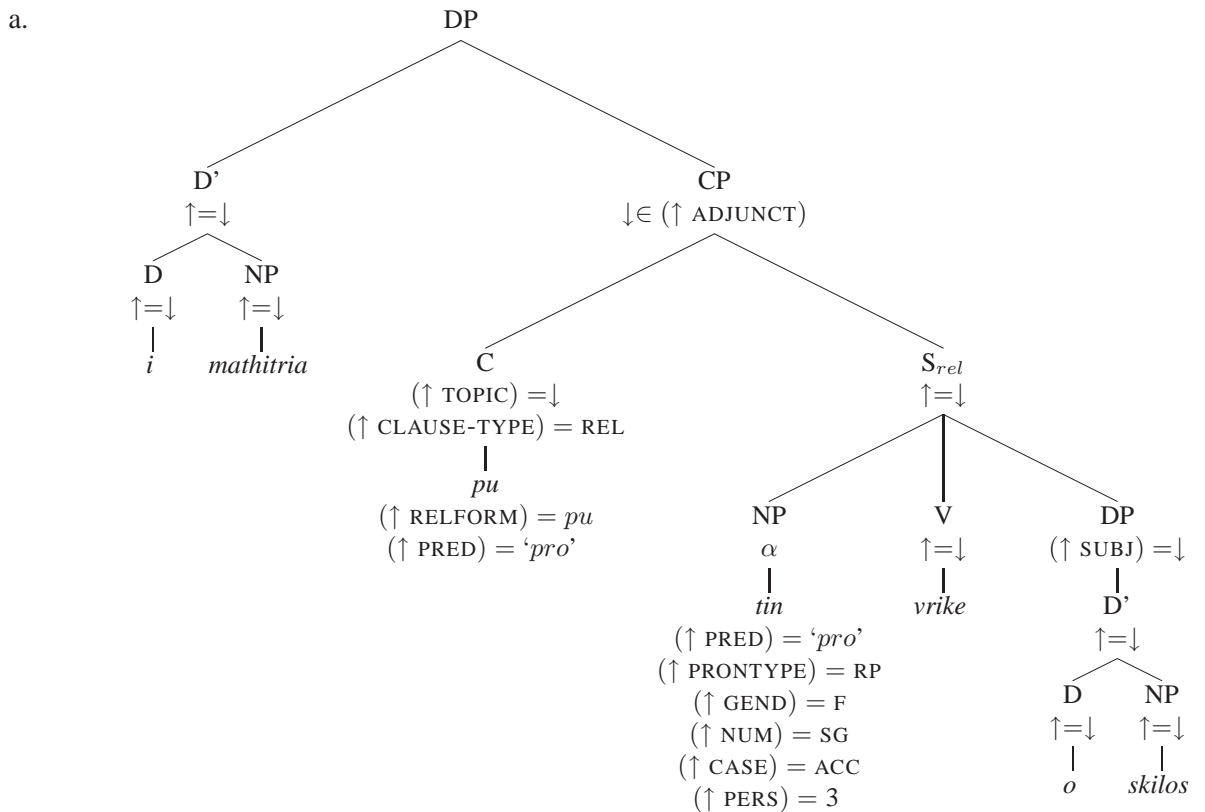 a.
DP
D’ CP
↑=↓ ↓∈ (↑ ADJUNCT)
D NP
↑=↓ ↑=↓
i mathitria C S_rel
(↑ TOPIC) =↓ ↑=↓
(↑ CLAUSE-TYPE) = REL
pu
(↑ RELFORM) = pu NP V DP
(↑ PRED) = ‘pro’ α ↑=↓ (↑ SUBJ) =↓
tin vrike D’
(↑ PRED) = ‘pro’ ↑=↓
(↑ PRONTYPE) = RP
(↑ GEND) = F D NP
(↑ NUM) = SG ↑=↓ ↑=↓
(↑ CASE) = ACC o skilos
(↑ PERS) = 3